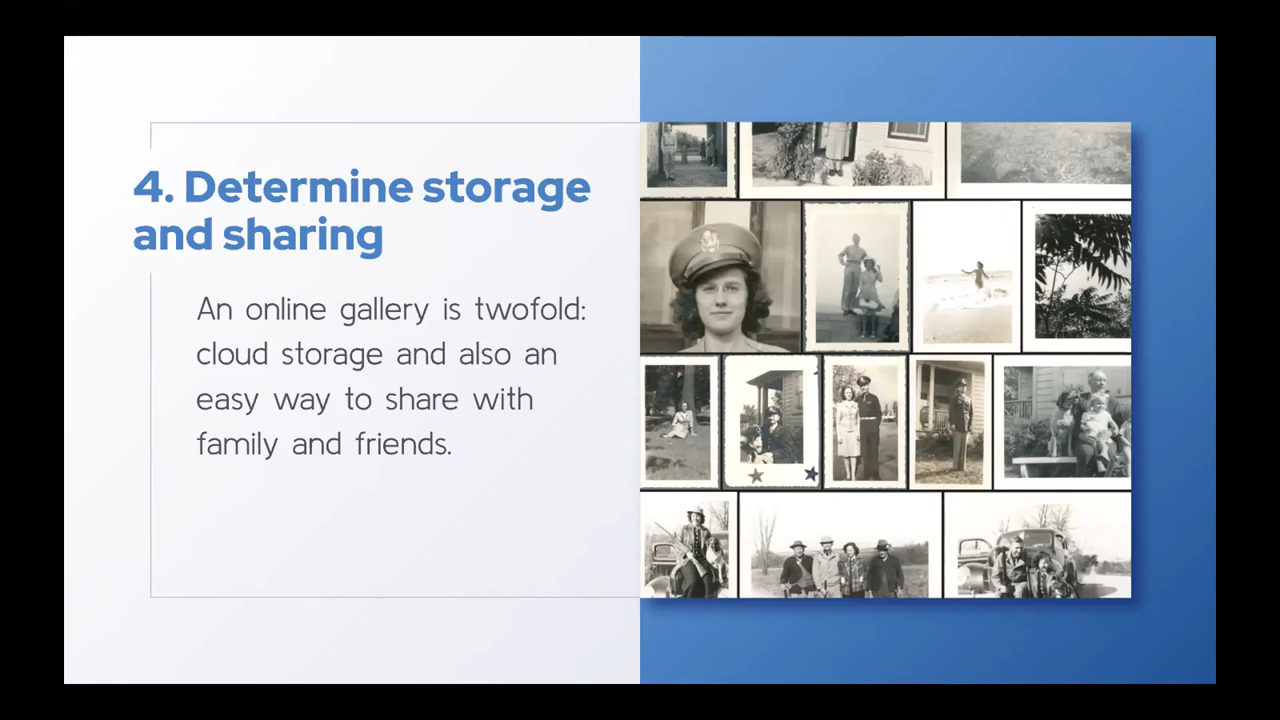 4. Determine storage
and sharing
An online gallery is twofold:
cloud storage and also an
easy way to share with
family and friends.